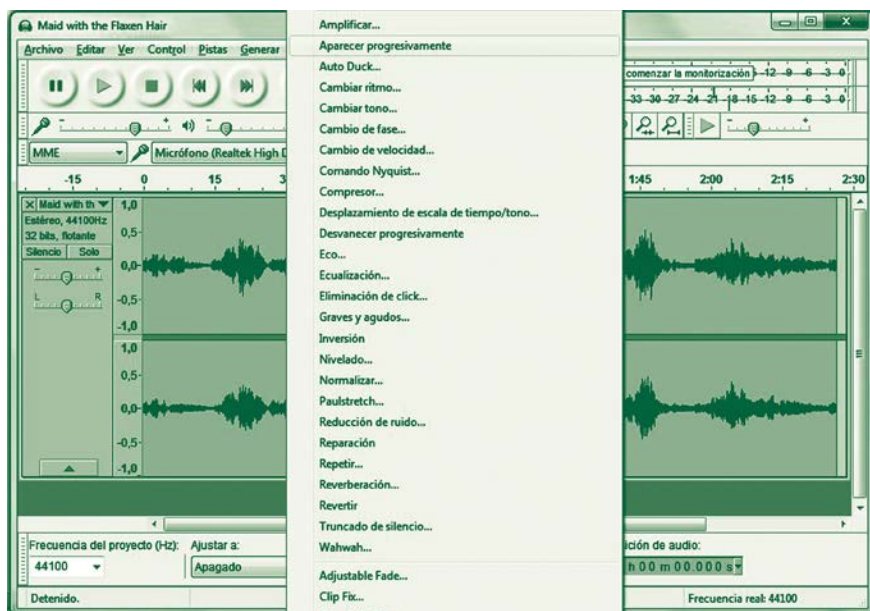 Maid with the Flaxen Hair
Archivo Editar Ver Control Pistas Generar
comenzar la monitorización -12 -9 -6 -3 0
-33 -30 -27 -24 -21 -18 -15 -12 -9 -6 -3 0
MME Micrófono (Realtek High
-15 0 15 1:45 2:00 2:15 2:30
Maid with th
Estéreo, 44100Hz
32 bits, flotante
Silencio Solo
- +
L R
1,0
0,5
0,0
-0,5
-1,0
1,0
0,5
0,0
-0,5
-1,0
Amplificar...
Aparecer progresivamente
Auto Duck...
Cambiar ritmo...
Cambiar tono...
Cambio de fase...
Cambio de velocidad...
Comando Nyquist...
Compresor...
Desplazamiento de escala de tiempo/tono...
Desvanecer progresivamente
Eco...
Ecualización...
Eliminación de click...
Graves y agudos...
Inversión
Nivelado...
Normalizar...
Paulstretch...
Reducción de ruido...
Reparación
Repetir...
Reverberación...
Revertir
Truncado de silencio...
Wahwah...
Adjustable Fade...
Clip Fix...
Frecuencia del proyecto (Hz): Ajustar a: ición de audio:
44100 Apagado h 00 m 00.000 s
Detenido. Frecuencia real: 44100